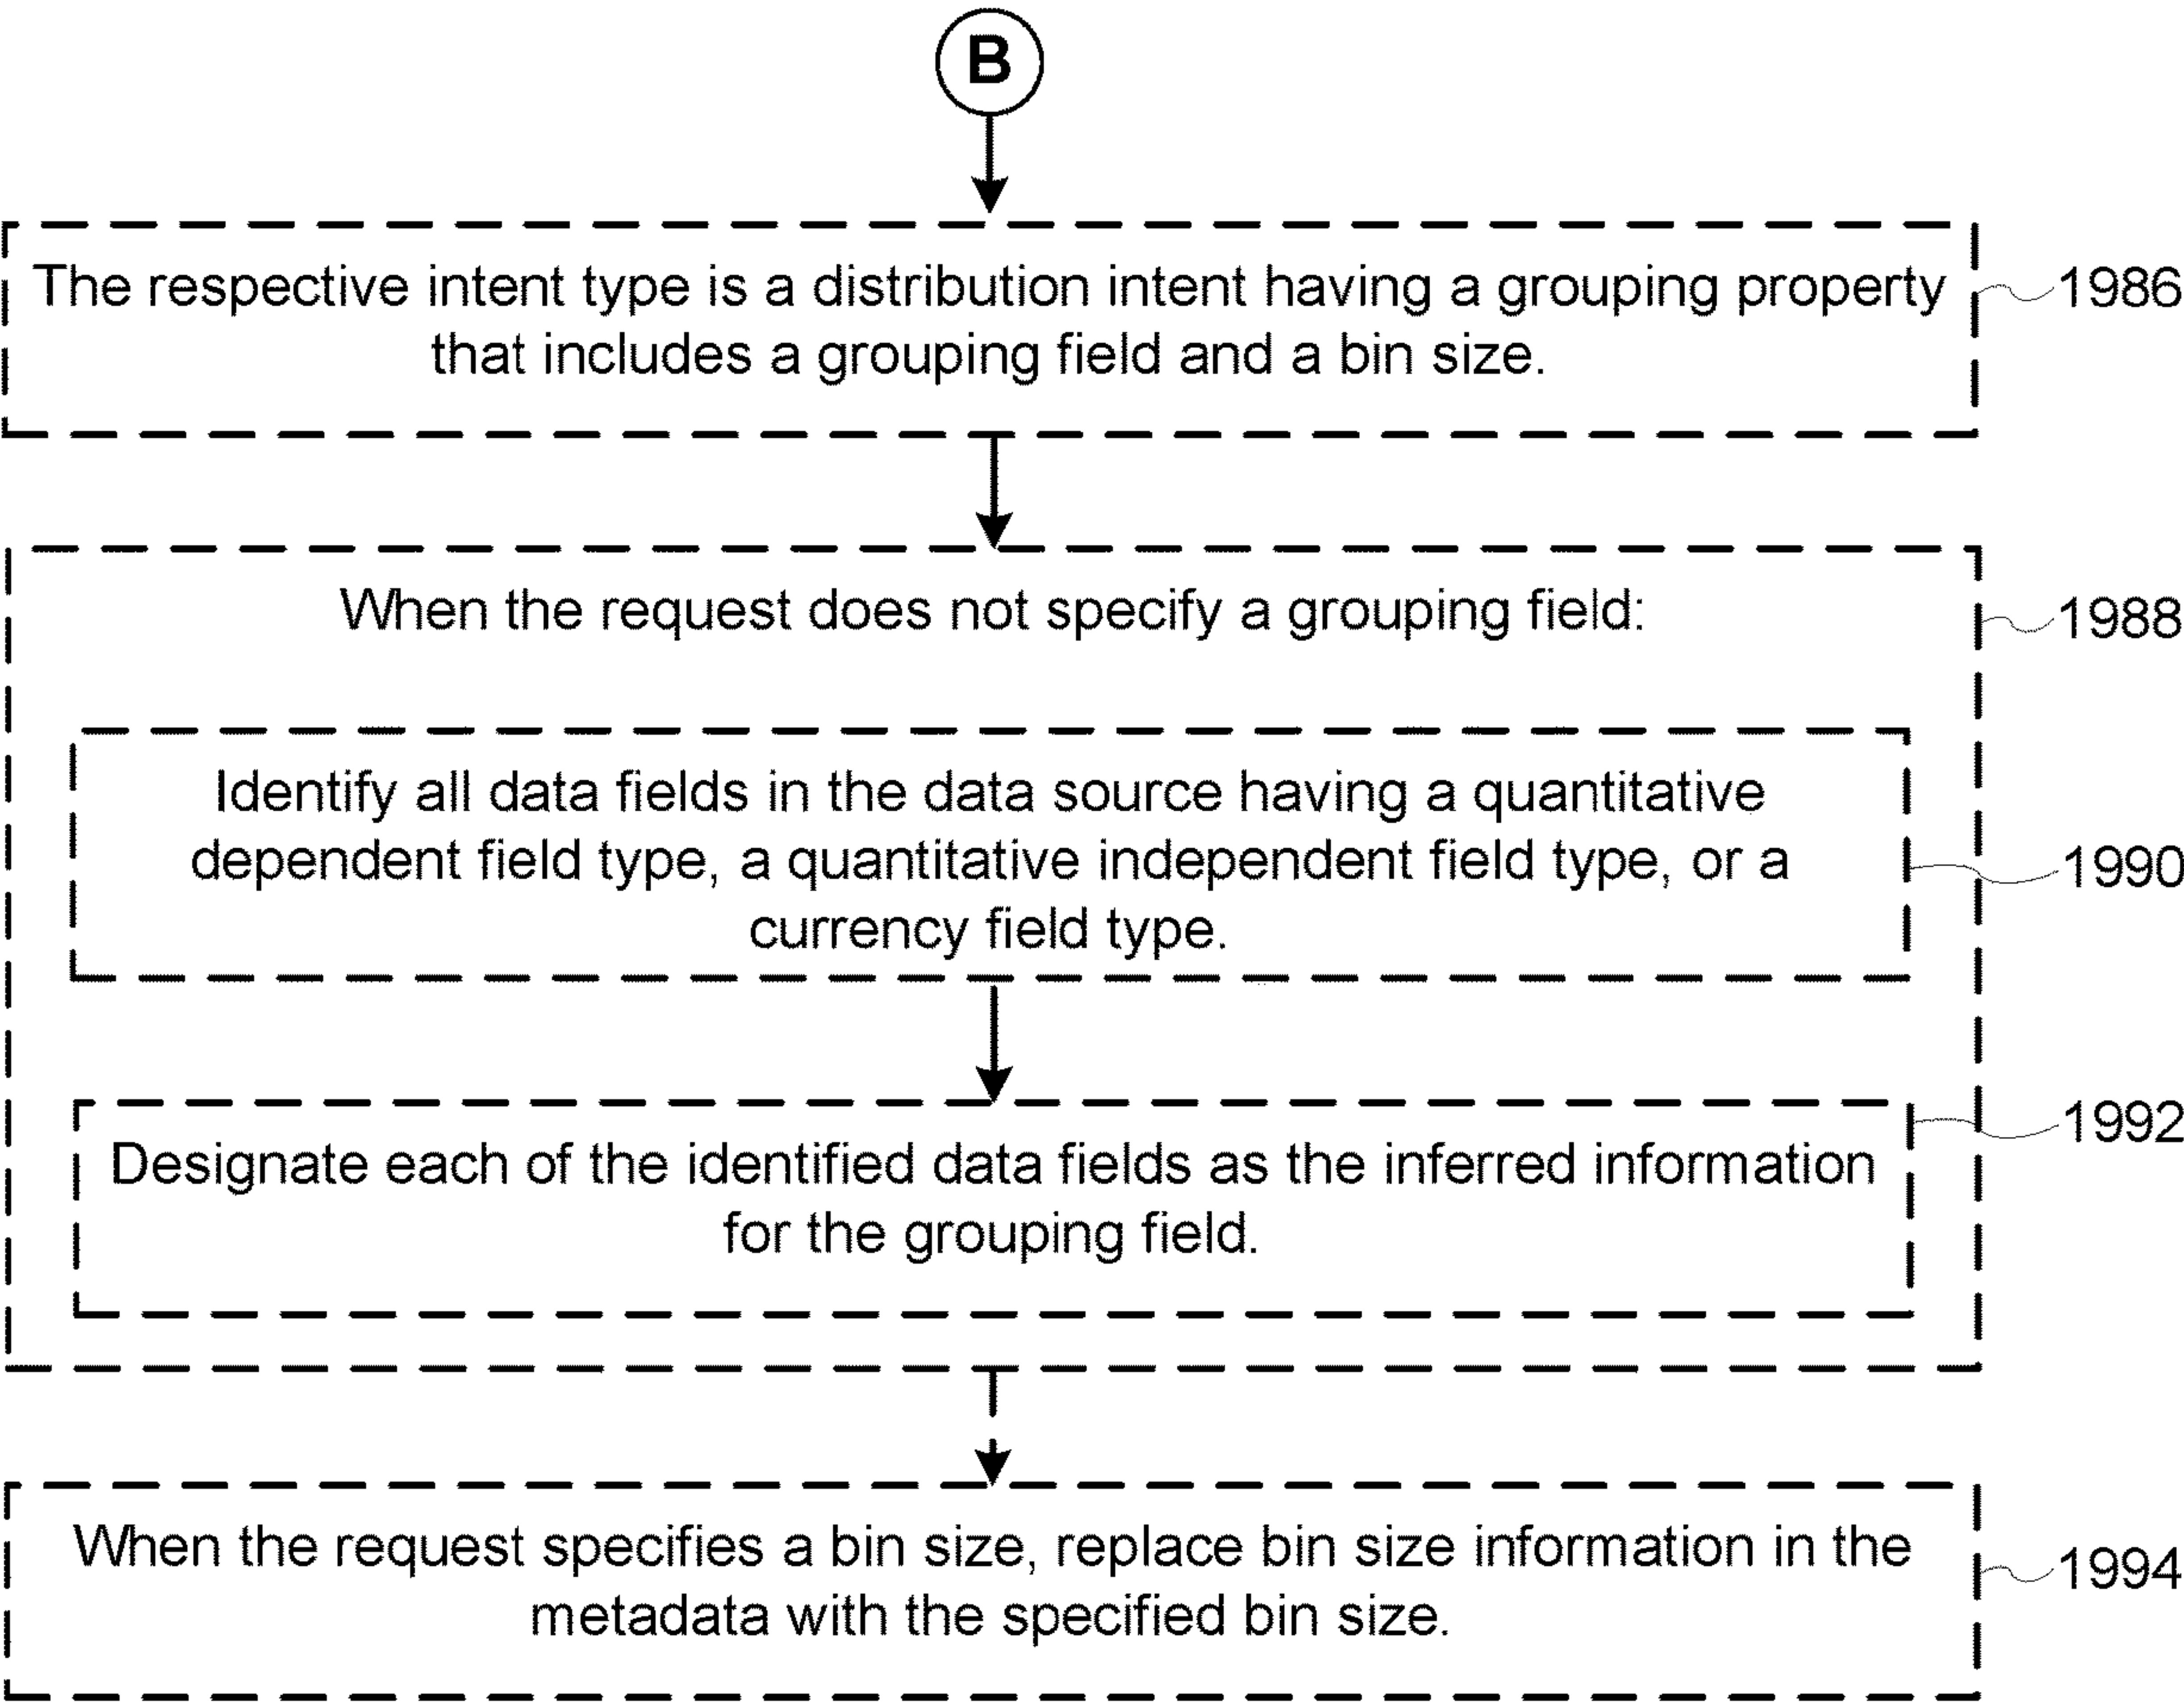 B
The respective intent type is a distribution intent having a grouping property
that includes a grouping field and a bin size.
1986
When the request does not specify a grouping field:
1988
Identify all data fields in the data source having a quantitative
dependent field type, a quantitative independent field type, or a
currency field type.
1990
Designate each of the identified data fields as the inferred information
for the grouping field.
1992
When the request specifies a bin size, replace bin size information in the
metadata with the specified bin size.
1994